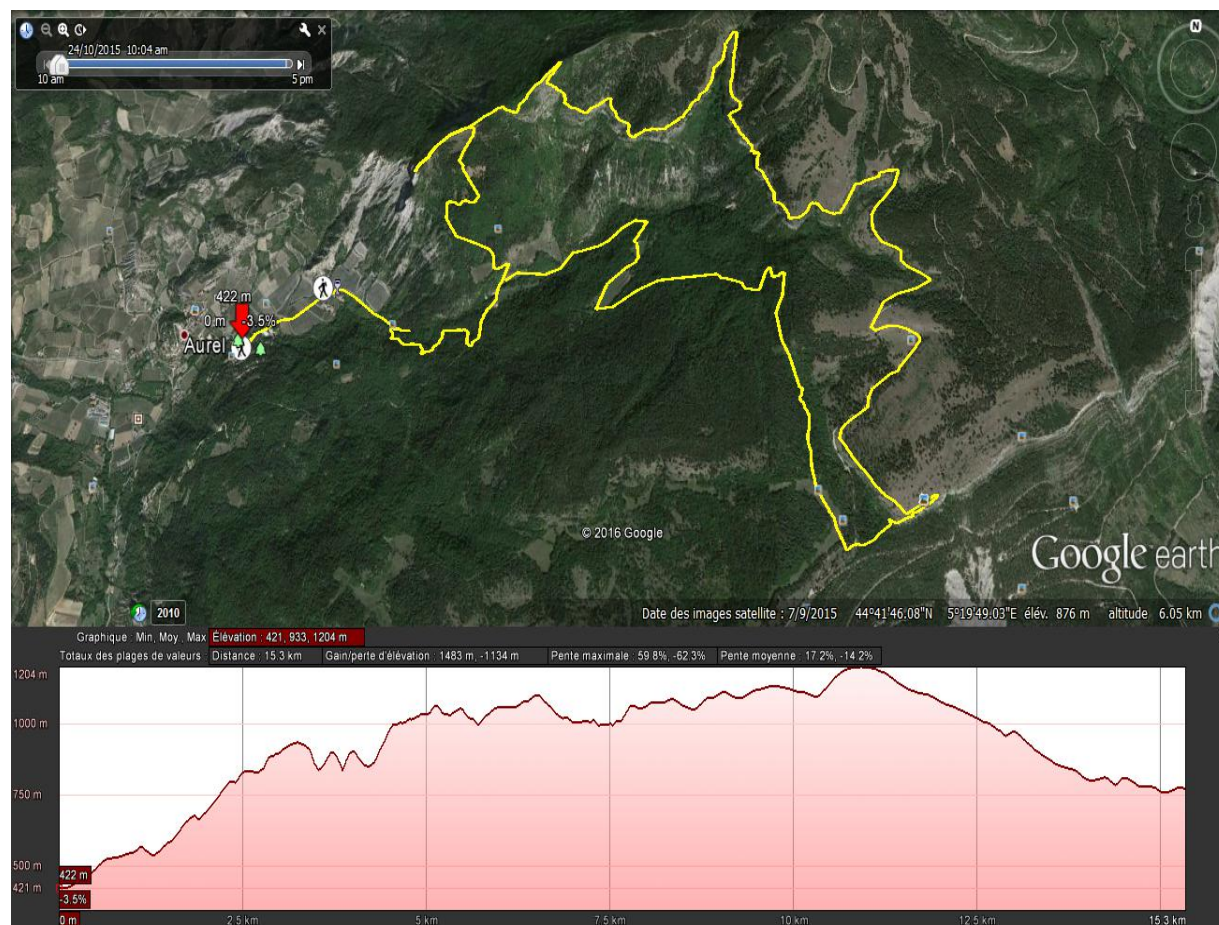 24/10/2015 10:04 am
10 am 5 pm
N
422 m
0 m -3.5%
Aurel
© 2016 Google
Google earth
2010
Date des images satellite : 7/9/2015 44°41'46.08"N 5°19'49.03"E élév. 876 m altitude 6.05 km
Graphique : Min, Moy., Max Élévation : 421, 933, 1204 m
Totaux des plages de valeurs : Distance : 15.3 km Gain/perte d'élévation : 1483 m, -1134 m Pente maximale : 59.8%, -62.3% Pente moyenne : 17.2%, -14.2%
1204 m
1000 m
750 m
500 m
422 m
421 m
-3.5%
0 m 2.5 km 5 km 7.5 km 10 km 12.5 km 15.3 km